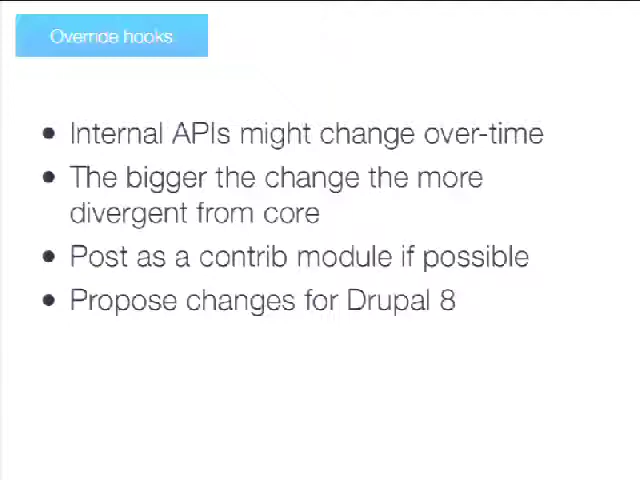 Override hooks
• Internal APIs might change over-time
• The bigger the change the more
divergent from core
• Post as a contrib module if possible
• Propose changes for Drupal 8